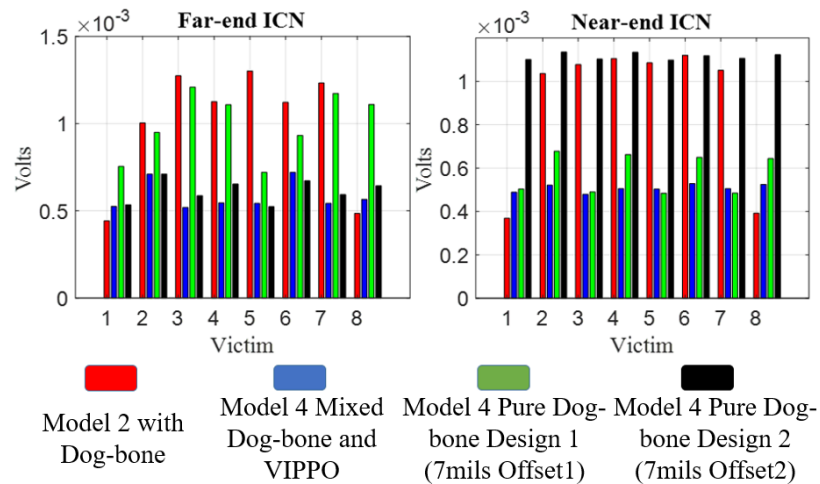 Far-end ICN
×10⁻³
1.5
1
0.5
0
Volts
1 2 3 4 5 6 7 8
Victim
Near-end ICN
×10⁻³
1
0.8
0.6
0.4
0.2
0
Volts
1 2 3 4 5 6 7 8
Victim
Model 2 with
Dog-bone
Model 4 Mixed
Dog-bone and
VIPPO
Model 4 Pure Dog-
bone Design 1
(7mils Offset1)
Model 4 Pure Dog-
bone Design 2
(7mils Offset2)